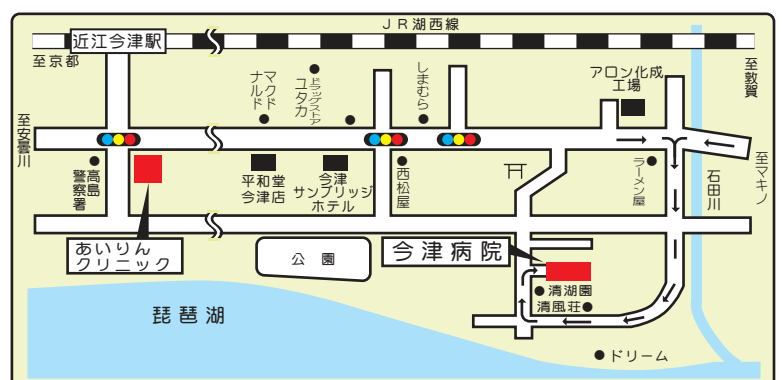 JR湖西線
近江今津駅
至京都
至敦賀
マクド
ナルド
ドラッグストア
ユタカ
しまむら
アロン化成
工場
至安曇川
至マキノ
高島
警察署
平和堂
今津店
今津
サンブリッジ
ホテル
西松屋
ラーメン屋
石田川
あいりん
クリニック
公園
今津病院
清湖園
清風荘
琵琶湖
ドリーム